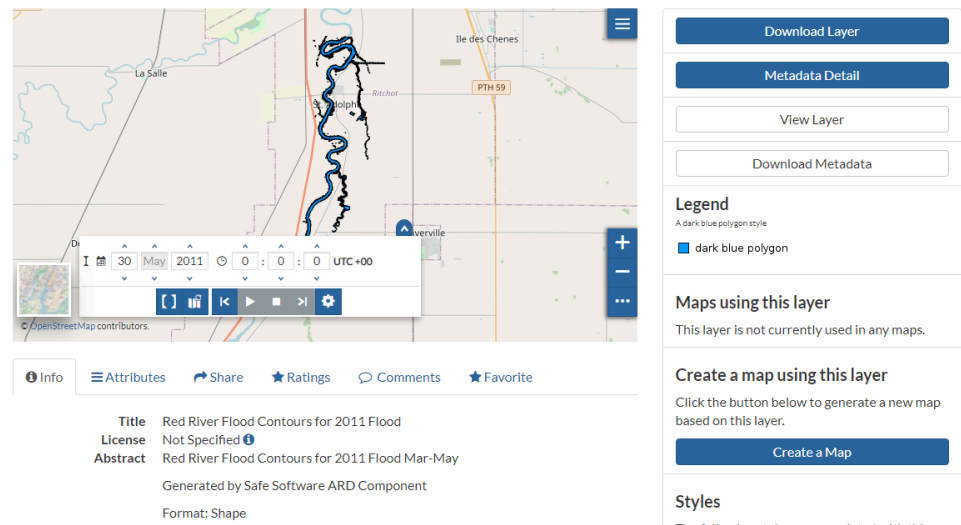 Ile des Chenes
La Salle
PTH 59
Ritchot
30 May 2011 0 : 0 : 0 UTC +00
© OpenStreetMap contributors.
Info Attributes Share Ratings Comments Favorite
Title Red River Flood Contours for 2011 Flood
License Not Specified
Abstract Red River Flood Contours for 2011 Flood Mar-May
Generated by Safe Software ARD Component
Format: Shape
Download Layer
Metadata Detail
View Layer
Download Metadata
Legend
A dark blue polygon style
dark blue polygon
Maps using this layer
This layer is not currently used in any maps.
Create a map using this layer
Click the button below to generate a new map
based on this layer.
Create a Map
Styles